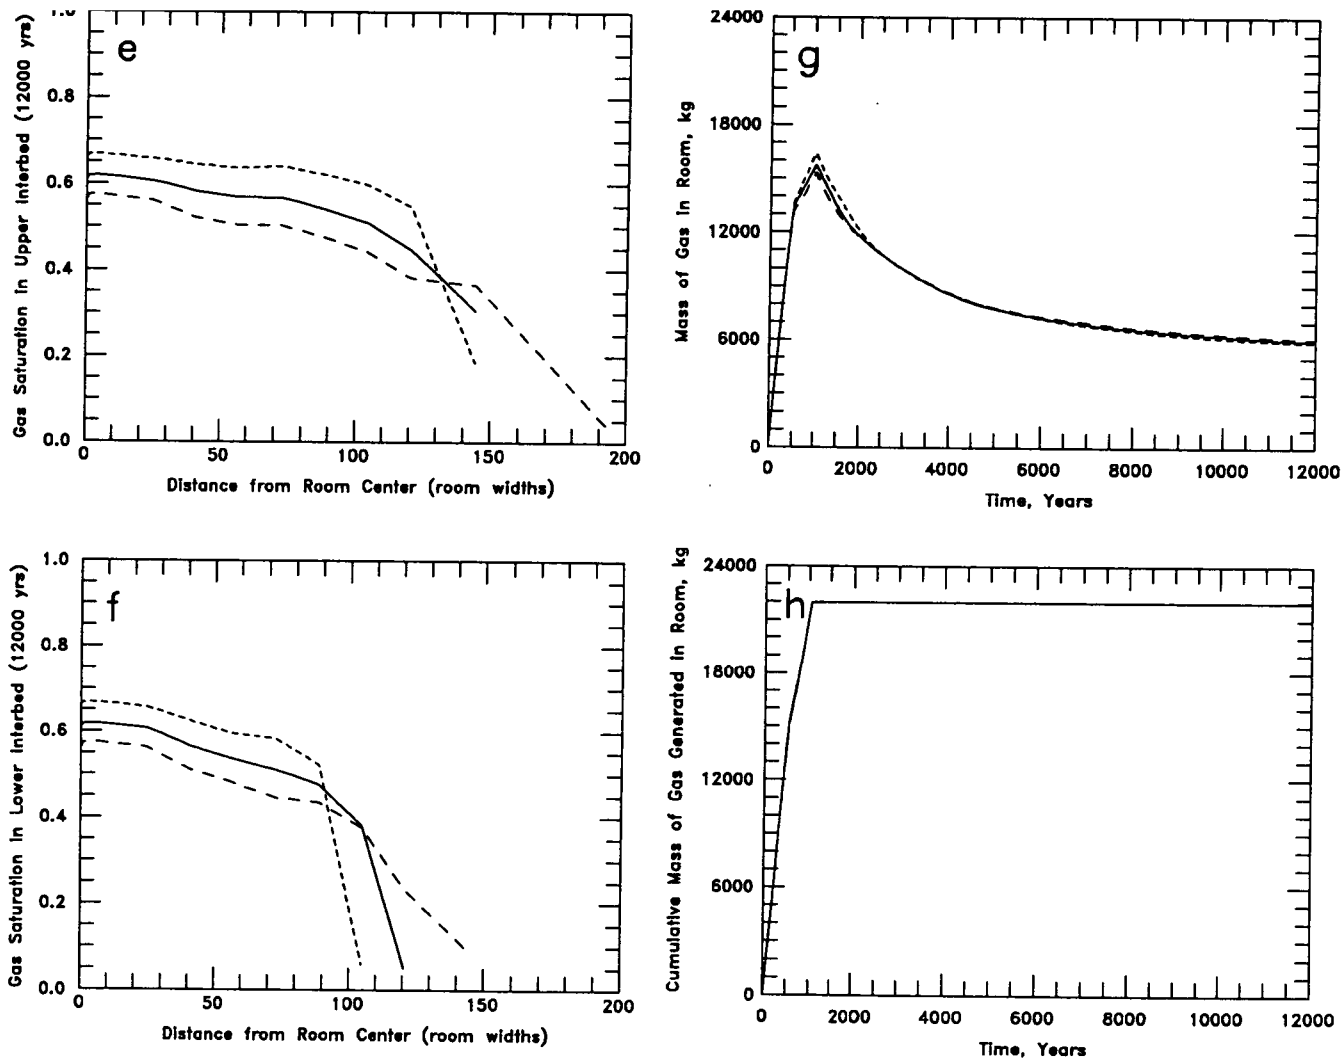 e
Gas Saturation in Upper Interbed (12000 yrs)
1.0
0.8
0.6
0.4
0.2
0.0
0 50 100 150 200
Distance from Room Center (room widths)
g
Mass of Gas in Room, kg
24000
18000
12000
6000
0
0 2000 4000 6000 8000 10000 12000
Time, Years
f
Gas Saturation in Lower Interbed (12000 yrs)
1.0
0.8
0.6
0.4
0.2
0.0
0 50 100 150 200
Distance from Room Center (room widths)
h
Cumulative Mass of Gas Generated in Room, kg
24000
18000
12000
6000
0
0 2000 4000 6000 8000 10000 12000
Time, Years